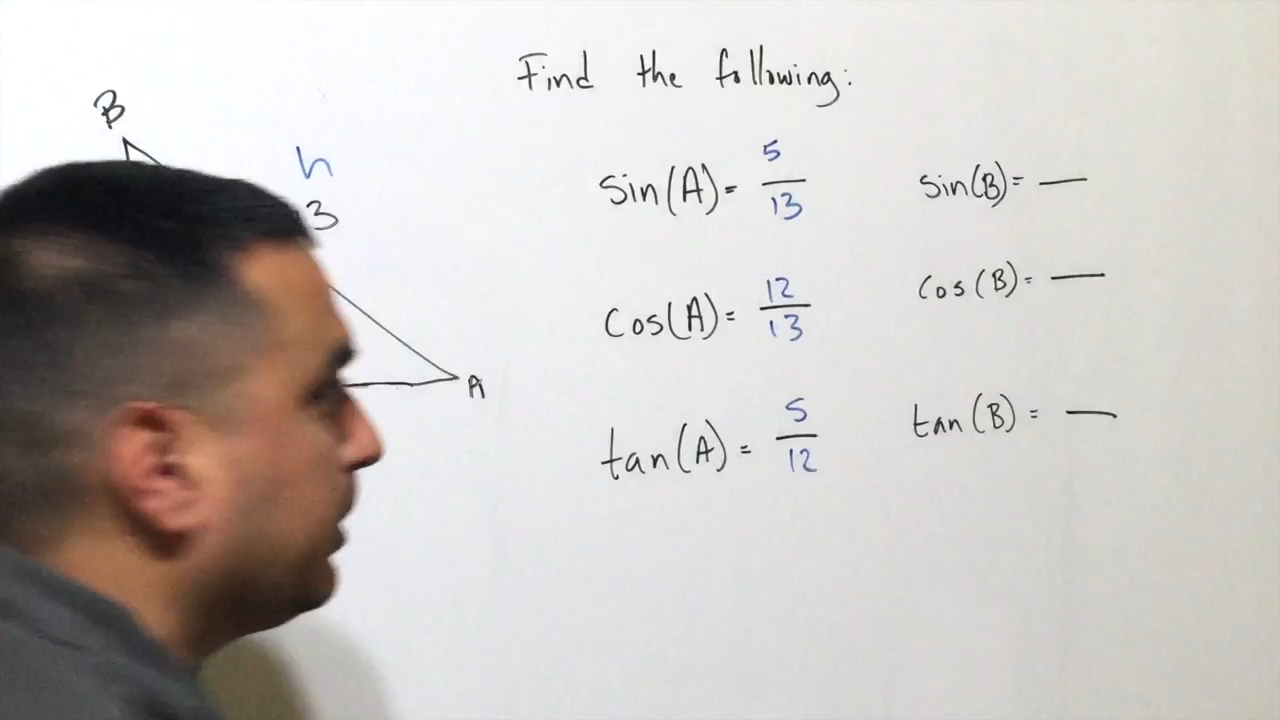 Find the following:
B
h
3
A
sin(A) = 5/13
cos(A) = 12/13
tan(A) = 5/12
sin(B) = —
cos(B) = —
tan(B) = —